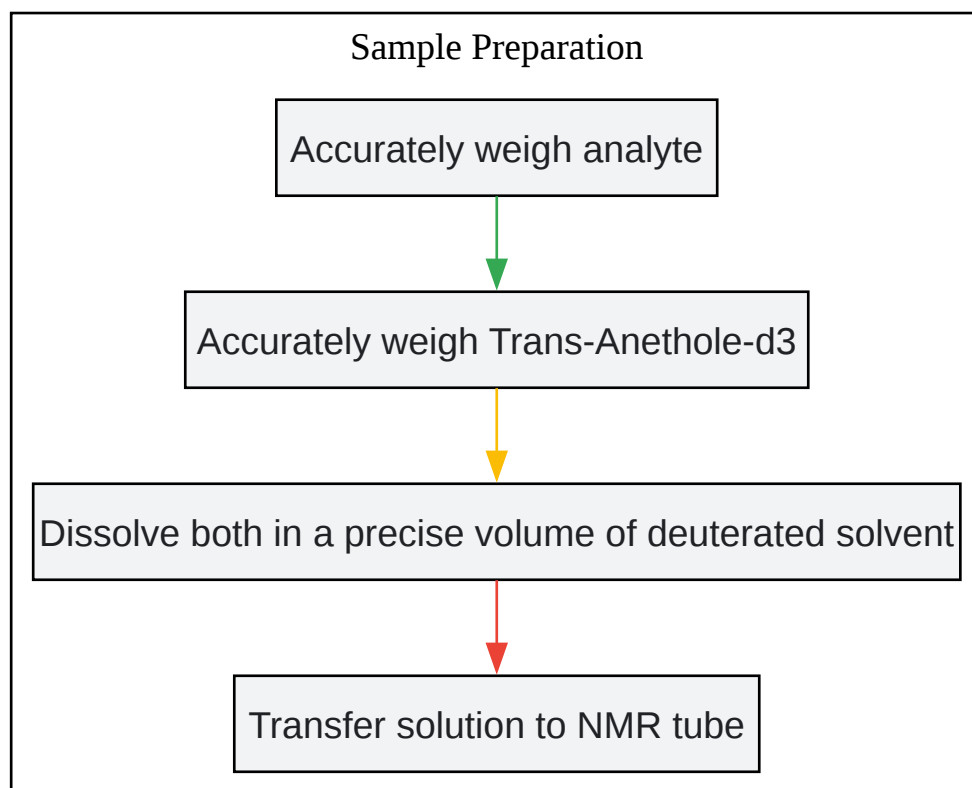 Sample Preparation
Accurately weigh analyte
Accurately weigh Trans-Anethole-d3
Dissolve both in a precise volume of deuterated solvent
Transfer solution to NMR tube